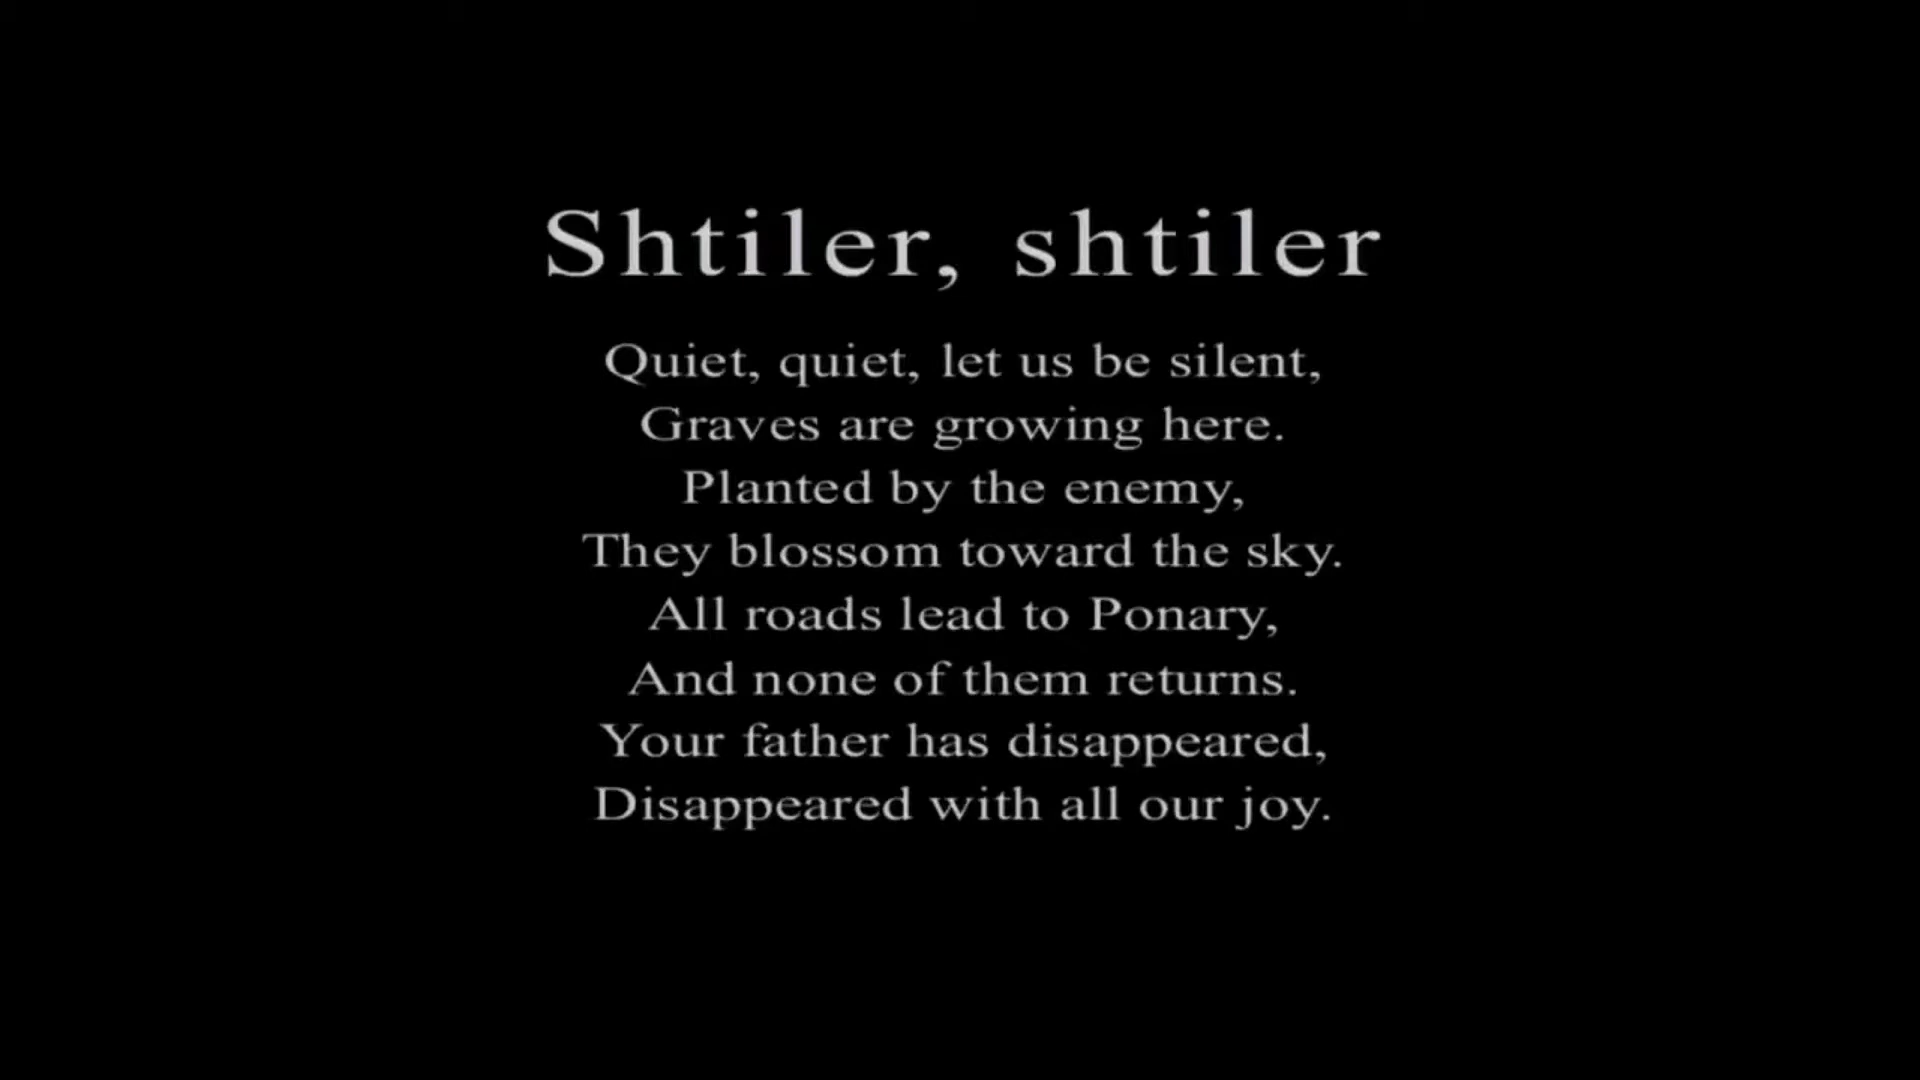 Shtiler, shtiler
Quiet, quiet, let us be silent,
Graves are growing here.
Planted by the enemy,
They blossom toward the sky.
All roads lead to Ponary,
And none of them returns.
Your father has disappeared,
Disappeared with all our joy.